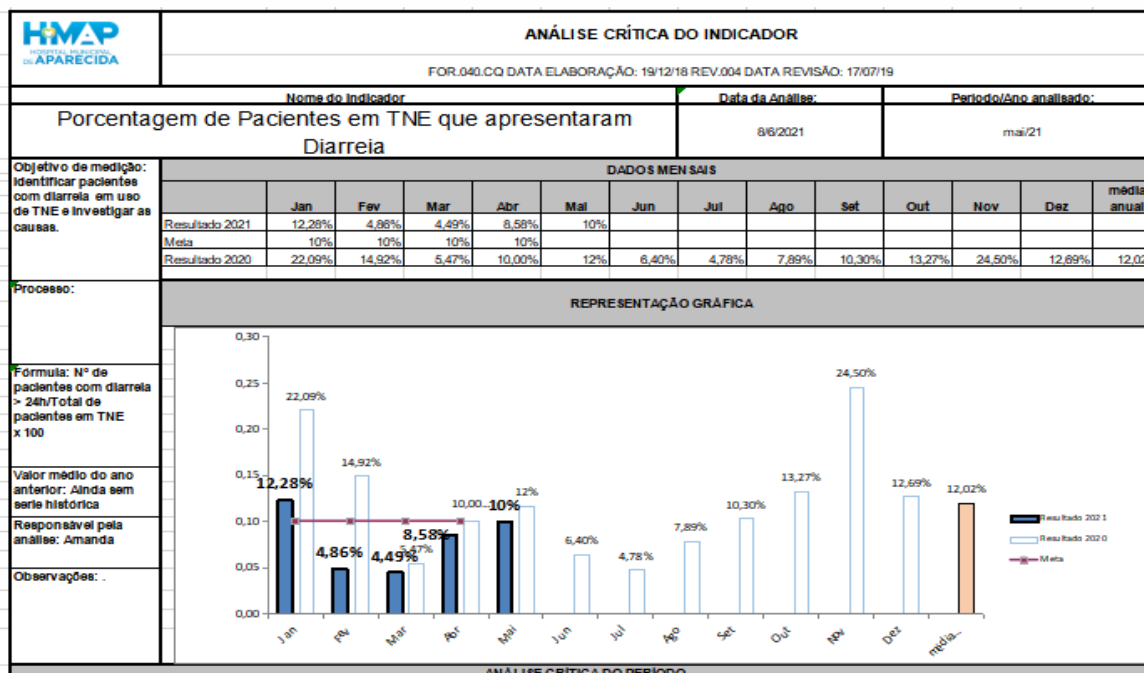 HMAP
HOSPITAL MUNICIPAL
DE APARECIDA
ANÁLISE CRÍTICA DO INDICADOR
FOR.040.CQ DATA ELABORAÇÃO: 19/12/18 REV.004 DATA REVISÃO: 17/07/19
Nome do Indicador
Data da Análise:
Período/Ano analisado:
Porcentagem de Pacientes em TNE que apresentaram
Diarreia
8/6/2021
mai/21
Objetivo de medição:
Identificar pacientes
com diarreia em uso
de TNE e investigar as
causas.
DADOS MENSAIS
Jan Fev Mar Abr Mai Jun Jul Ago Set Out Nov Dez média anual
Resultado 2021 12,28% 4,86% 4,49% 8,58% 10%
Meta 10% 10% 10% 10%
Resultado 2020 22,09% 14,92% 5,47% 10,00% 12% 6,40% 4,78% 7,89% 10,30% 13,27% 24,50% 12,69% 12,02
Processo:
REPRESENTAÇÃO GRÁFICA
Fórmula: Nº de
pacientes com diarreia
> 24h/Total de
pacientes em TNE
x 100
Valor médio do ano
anterior: Ainda sem
serie histórica
Responsável pela
análise: Amanda
Observações: .
0,30
0,25
0,20
0,15
0,10
0,05
0,00
12,28%
22,09%
4,86%
14,92%
4,49%
5,47%
8,58%
10,00...
10%
12%
6,40%
4,78%
7,89%
10,30%
13,27%
24,50%
12,69%
12,02%
Jan Fev Mar Abr Mai Jun Jul Ago Set Out Nov Dez média...
Resultado 2021
Resultado 2020
Meta
ANÁLISE CRÍTICA DO PERÍODO